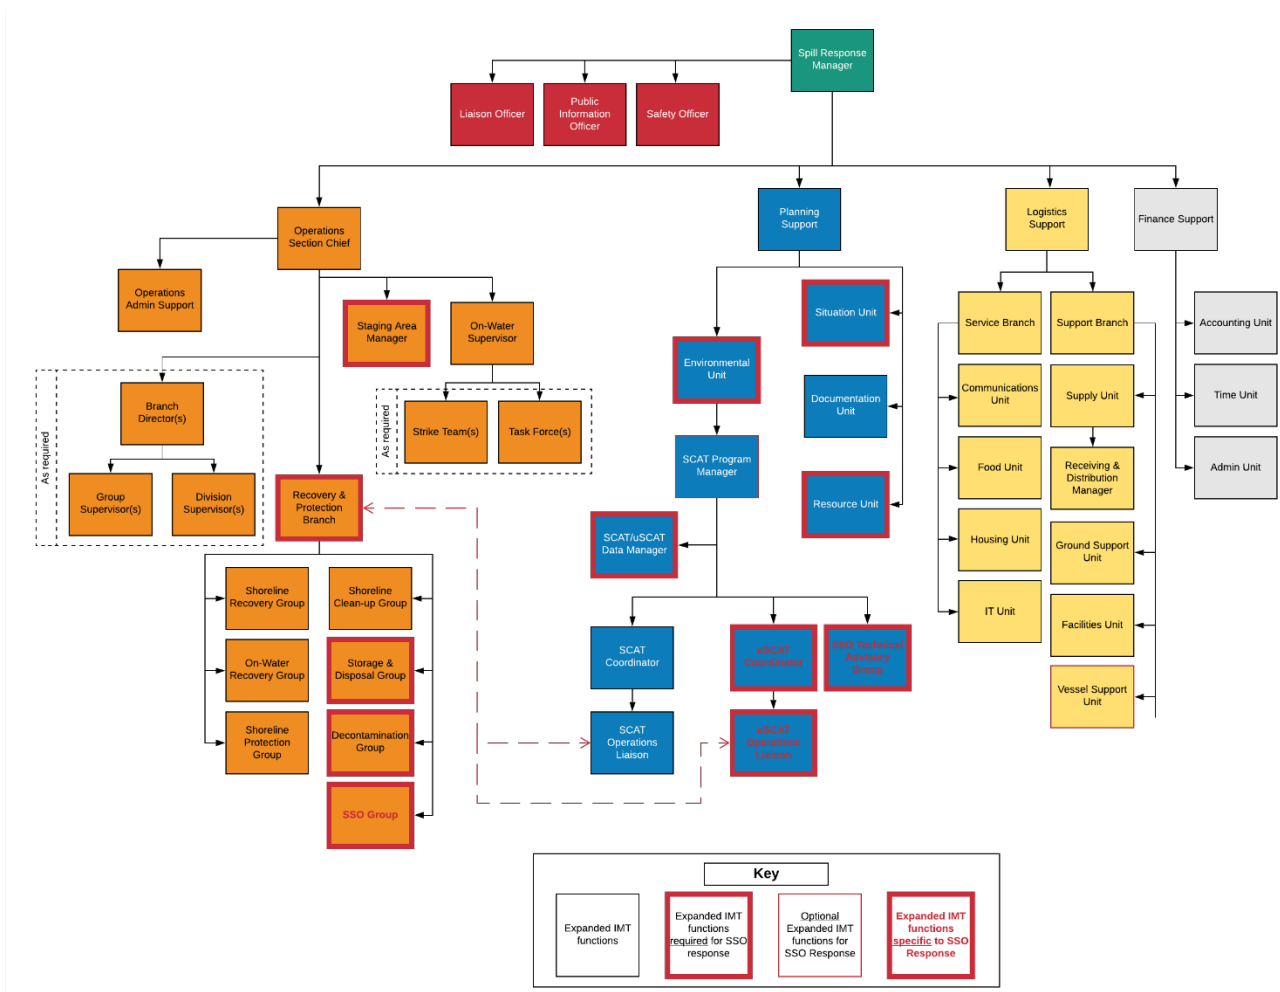 Spill Response
Manager
Liaison Officer
Public
Information
Officer
Safety Officer
Operations
Section Chief
Planning
Support
Logistics
Support
Finance Support
Operations
Admin Support
Staging Area
Manager
On-Water
Supervisor
Situation Unit
Service Branch
Support Branch
Accounting Unit
Environmental
Unit
As required
Branch
Director(s)
As required
Strike Team(s)
Task Force(s)
Documentation
Unit
Communications
Unit
Supply Unit
Time Unit
SCAT Program
Manager
Group
Supervisor(s)
Division
Supervisor(s)
Recovery &
Protection
Branch
Resource Unit
Food Unit
Receiving &
Distribution
Manager
Admin Unit
SCAT/uSCAT
Data Manager
Housing Unit
Ground Support
Unit
Shoreline
Recovery Group
Shoreline
Clean-up Group
IT Unit
Facilities Unit
On-Water
Recovery Group
Storage &
Disposal Group
SCAT
Coordinator
uSCAT
Coordinator
SSO Technical
Advisory
Group
Vessel Support
Unit
Shoreline
Protection
Group
Decontamination
Group
SCAT
Operations
Liaison
uSCAT
Operations
Liaison
SSO Group
Key
Expanded IMT
functions
Expanded IMT
functions
required for SSO
response
Optional
Expanded IMT
functions for
SSO Response
Expanded IMT
functions
specific to SSO
Response